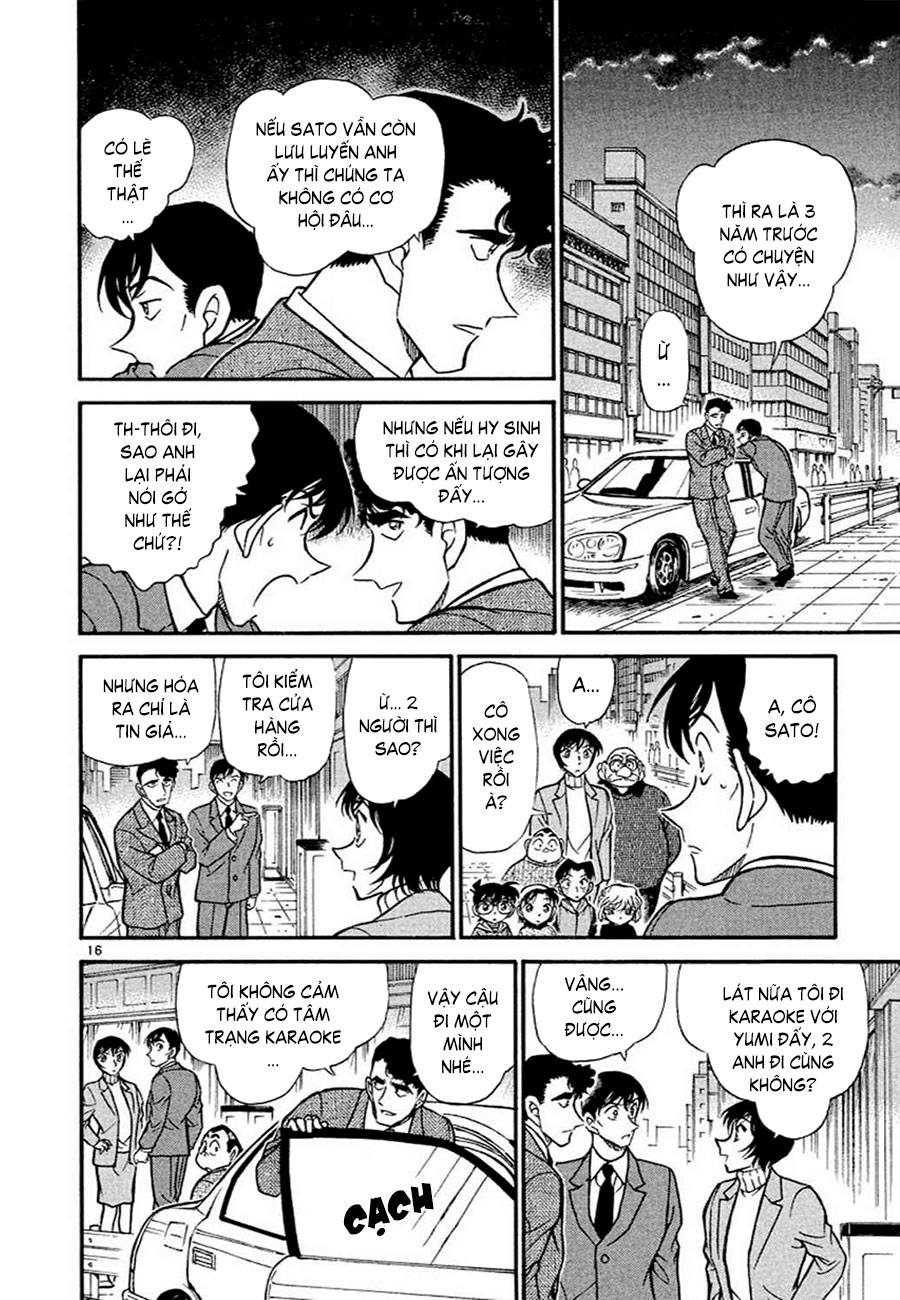 THÌ RA LÀ 3
NĂM TRƯỚC
CÓ CHUYỆN
NHƯ VẬY...
Ừ
...
NẾU SATO VẪN CÒN
LƯU LUYẾN ANH
ẤY THÌ CHÚNG TA
KHÔNG CÓ CƠ
HỘI ĐÂU...
CÓ LẼ
THẾ
THẬT
...
NHƯNG NẾU HY SINH
THÌ CÓ KHI LẠI GÂY
ĐƯỢC ẤN TƯỢNG
ĐẤY...
TH-THÔI ĐI,
SAO ANH
LẠI PHẢI
NÓI GỞ
NHƯ THẾ
CHỨ?!
A, CÔ
SATO!
A...
CÔ
XONG
VIỆC
RỒI
À?
Ừ... 2
NGƯỜI THÌ
SAO?
TÔI KIỂM
TRA CỬA
HÀNG
RỒI...
NHƯNG HÓA
RA CHỈ LÀ
TIN GIẢ...
16
LÁT NỮA TÔI ĐI
KARAOKE VỚI
YUMI ĐẤY, 2
ANH ĐI CÙNG
KHÔNG?
VÂNG...
CŨNG
ĐƯỢC...
VẬY CẬU
ĐI MỘT
MÌNH
NHÉ...
TÔI KHÔNG CẢM
THẤY CÓ TÂM
TRẠNG KARAOKE
...
CẠCH